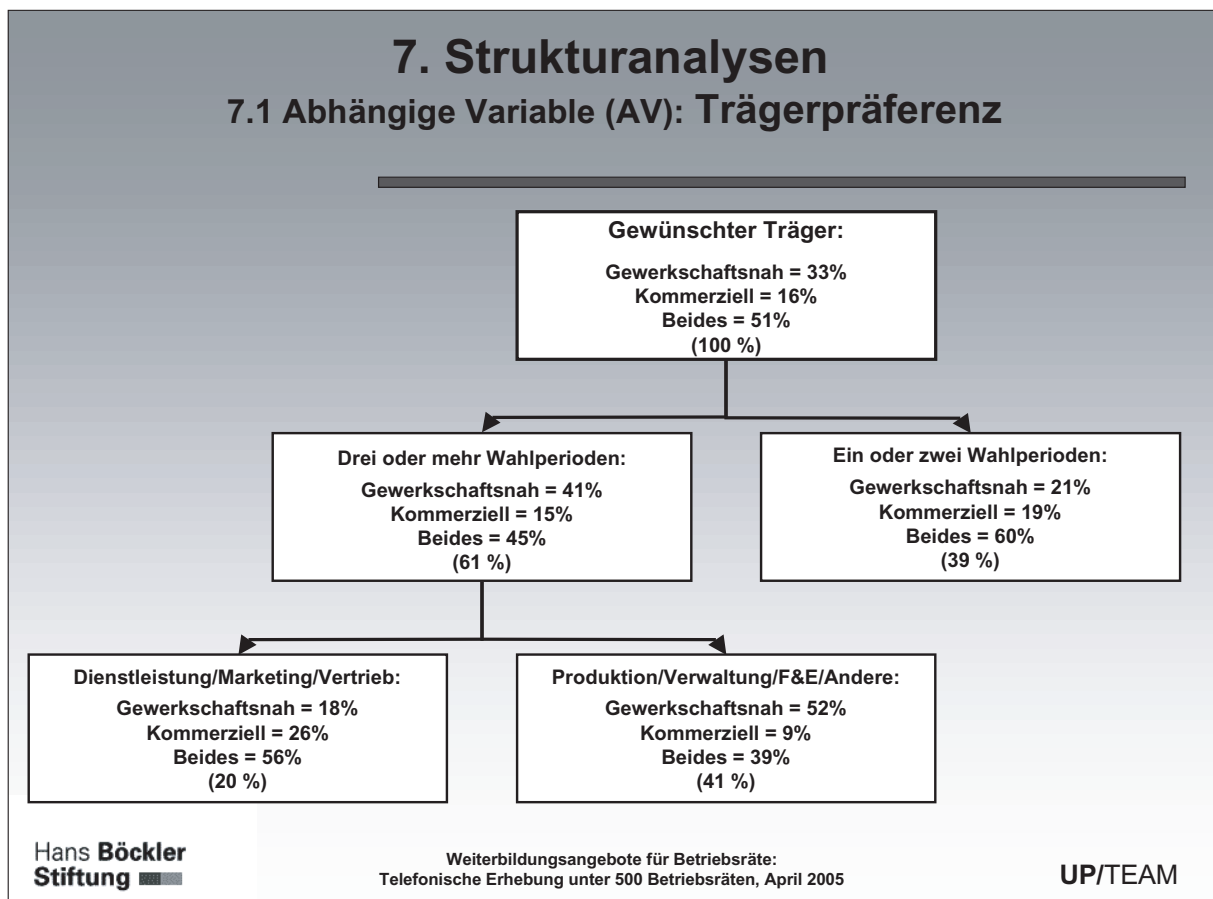 7. Strukturanalysen
7.1 Abhängige Variable (AV): Trägerpräferenz
Gewünschter Träger:
Gewerkschaftsnah = 33%
Kommerziell = 16%
Beides = 51%
(100 %)
Drei oder mehr Wahlperioden:
Gewerkschaftsnah = 41%
Kommerziell = 15%
Beides = 45%
(61 %)
Ein oder zwei Wahlperioden:
Gewerkschaftsnah = 21%
Kommerziell = 19%
Beides = 60%
(39 %)
Dienstleistung/Marketing/Vertrieb:
Gewerkschaftsnah = 18%
Kommerziell = 26%
Beides = 56%
(20 %)
Produktion/Verwaltung/F&E/Andere:
Gewerkschaftsnah = 52%
Kommerziell = 9%
Beides = 39%
(41 %)
Hans Böckler
Stiftung
Weiterbildungsangebote für Betriebsräte:
Telefonische Erhebung unter 500 Betriebsräten, April 2005
UP/TEAM